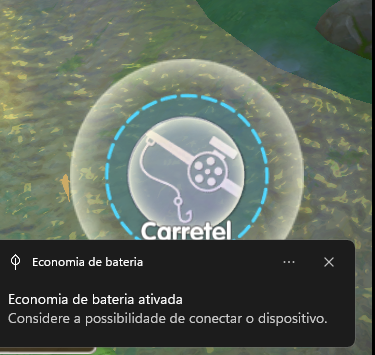 Carretel
Economia de bateria
Economia de bateria ativada
Considere a possibilidade de conectar o dispositivo.